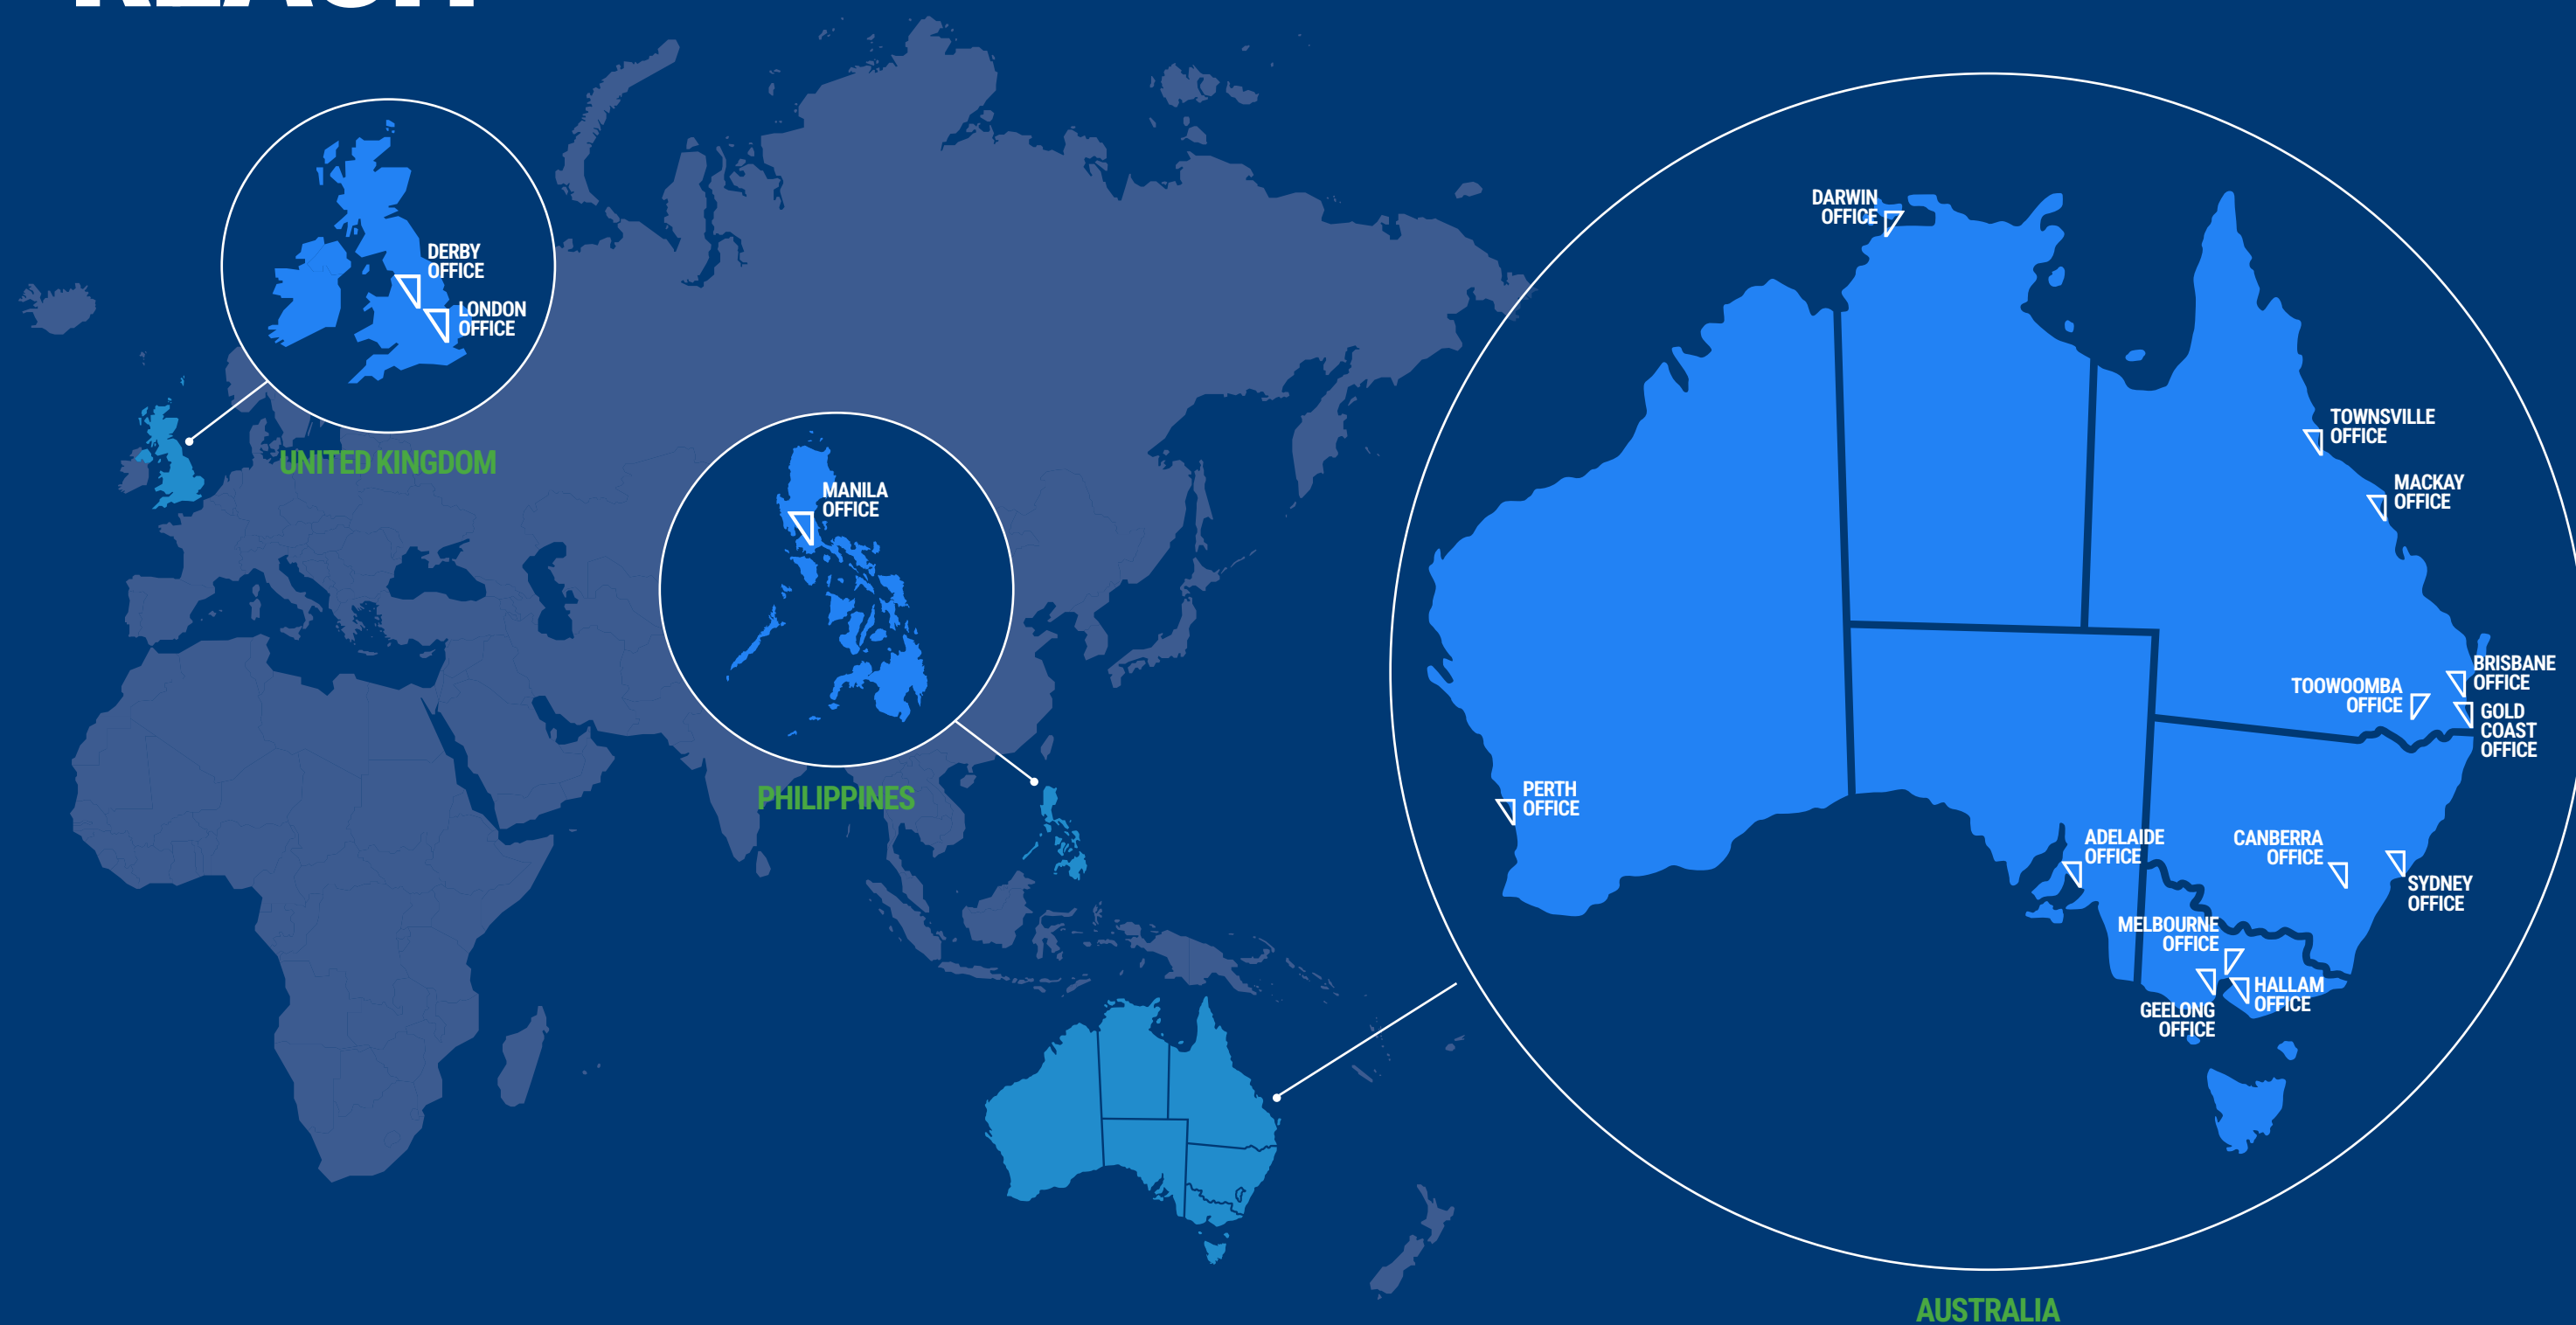 REACH
DERBY
OFFICE
LONDON
OFFICE
UNITED KINGDOM
MANILA
OFFICE
PHILIPPINES
DARWIN
OFFICE
TOWNSVILLE
OFFICE
MACKAY
OFFICE
BRISBANE
OFFICE
TOOWOOMBA
OFFICE
GOLD
COAST
OFFICE
PERTH
OFFICE
ADELAIDE
OFFICE
CANBERRA
OFFICE
SYDNEY
OFFICE
MELBOURNE
OFFICE
HALLAM
OFFICE
GEELONG
OFFICE
AUSTRALIA